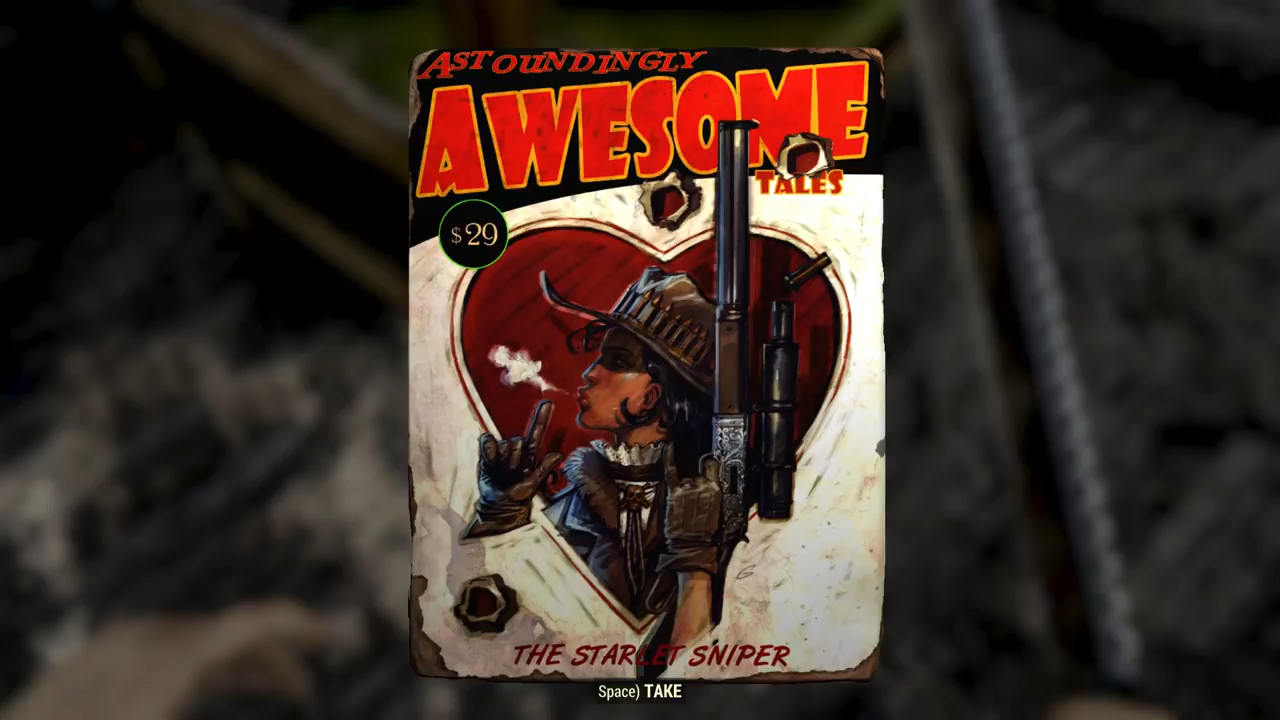 ASTOUNDINGLY
AWESOME
TALES
$29
G
THE STARLET SNIPER
Space) TAKE